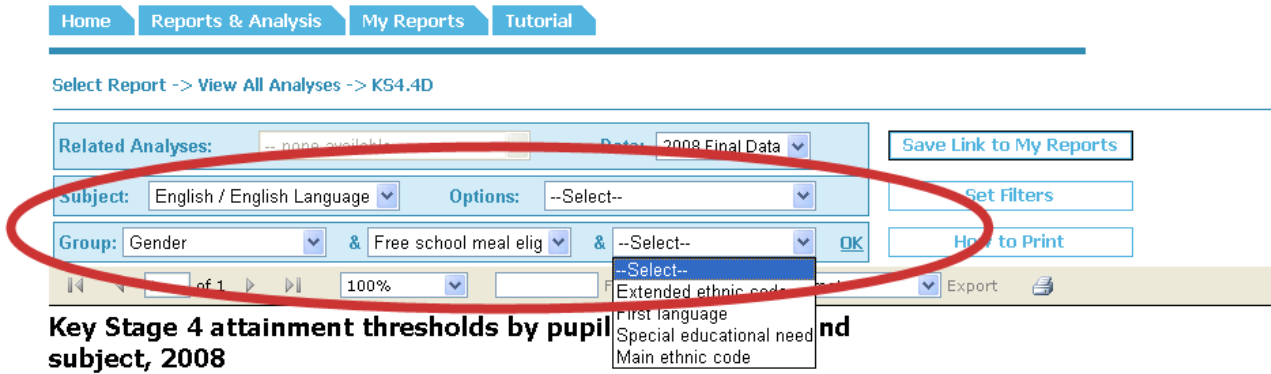 Home Reports & Analysis My Reports Tutorial
Select Report -> View All Analyses -> KS4.4D
Related Analyses: -- none available Data: 2008 Final Data Save Link to My Reports
Subject: English / English Language Options: --Select-- Set Filters
Group: Gender & Free school meal elig & --Select-- OK How to Print
--Select--
of 1 100% Export
Extended ethnic code
First language
Key Stage 4 attainment thresholds by pupil nd
Special educational need
subject, 2008
Main ethnic code